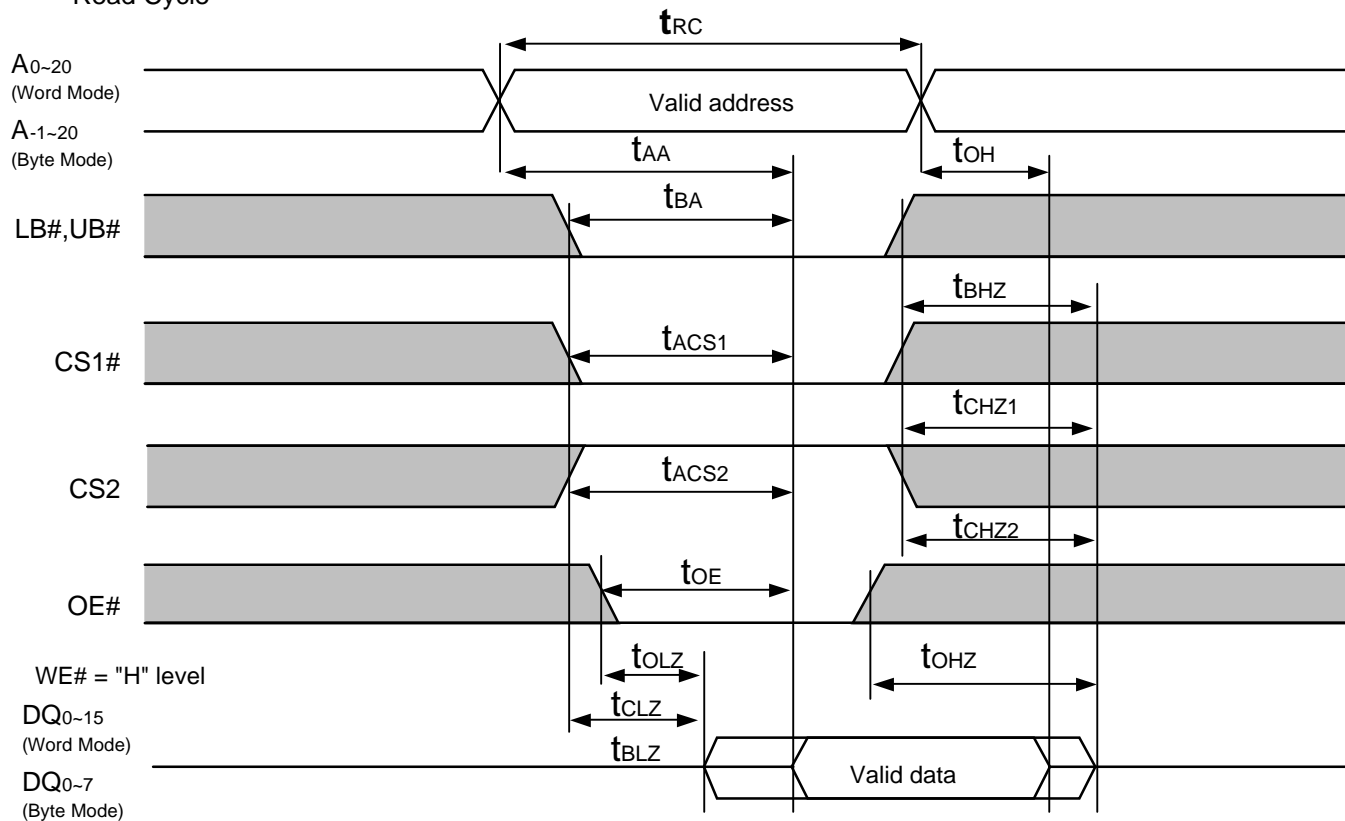 Read Cycle
tRC
A0~20
(Word Mode)
Valid address
A-1~20
(Byte Mode)
tAA
tOH
tBA
LB#,UB#
tBHZ
tACS1
CS1#
tCHZ1
tACS2
CS2
tCHZ2
tOE
OE#
tOLZ
tOHZ
WE# = "H" level
tCLZ
DQ0~15
(Word Mode)
tBLZ
Valid data
DQ0~7
(Byte Mode)